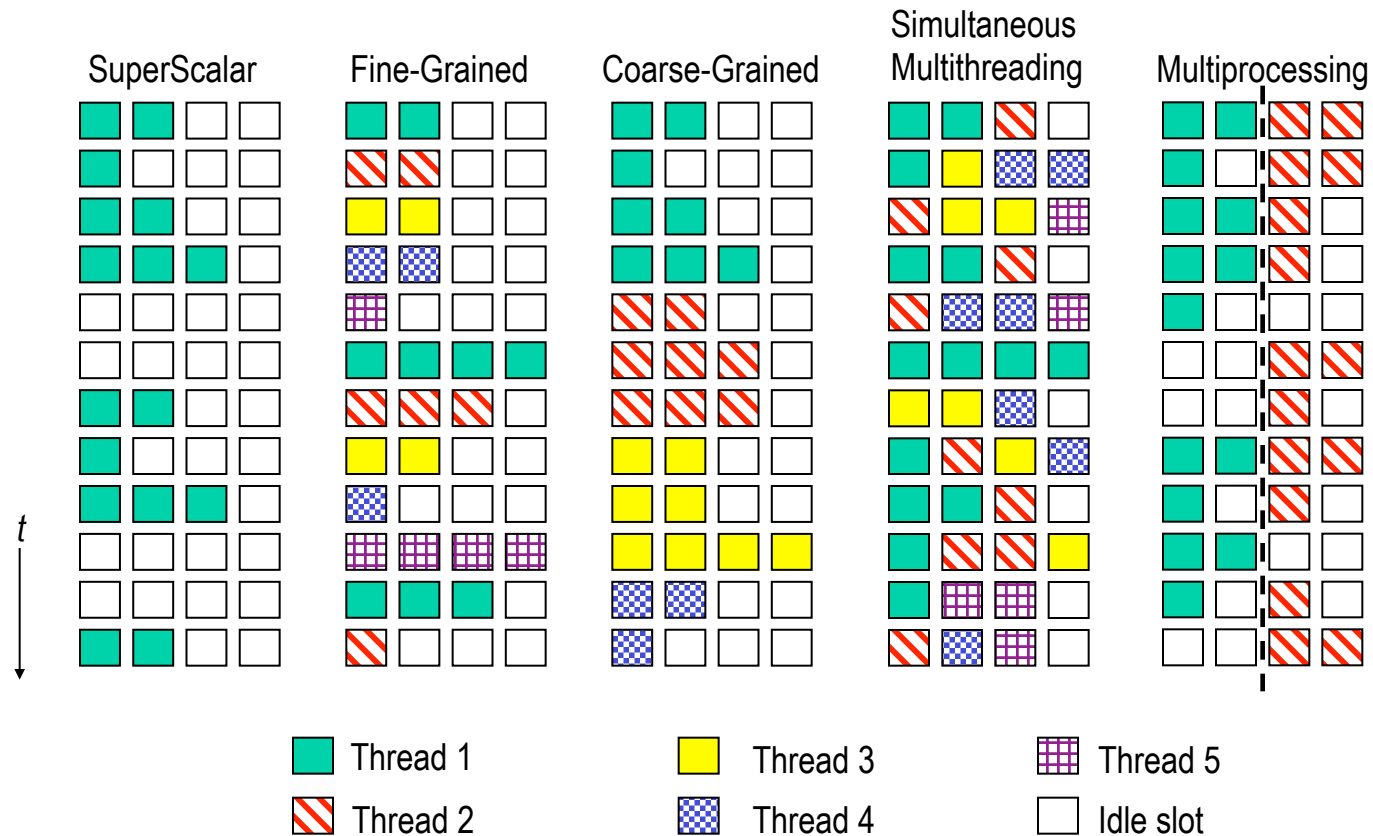 SuperScalar
Fine-Grained
Coarse-Grained
Simultaneous
Multithreading
Multiprocessing
t
Thread 1
Thread 3
Thread 5
Thread 2
Thread 4
Idle slot